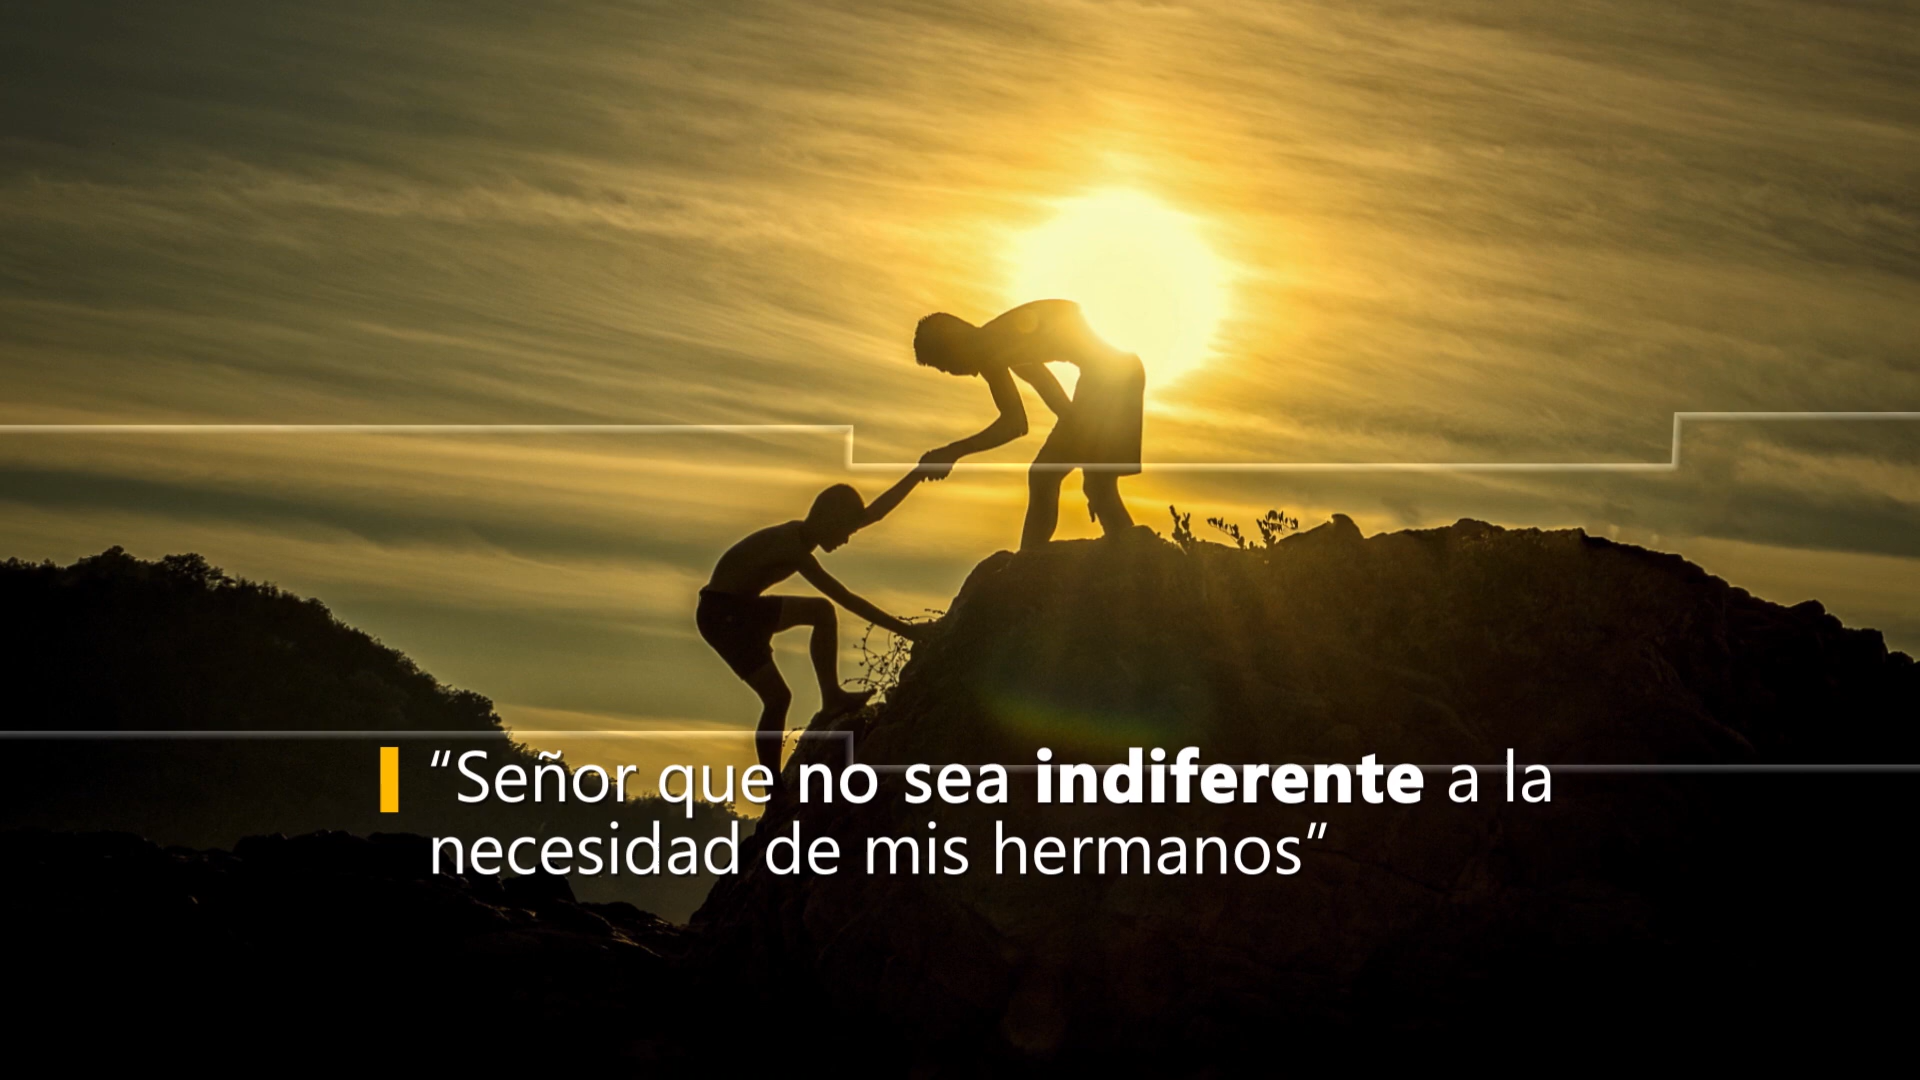 “Señor que no sea indiferente a la
necesidad de mis hermanos”